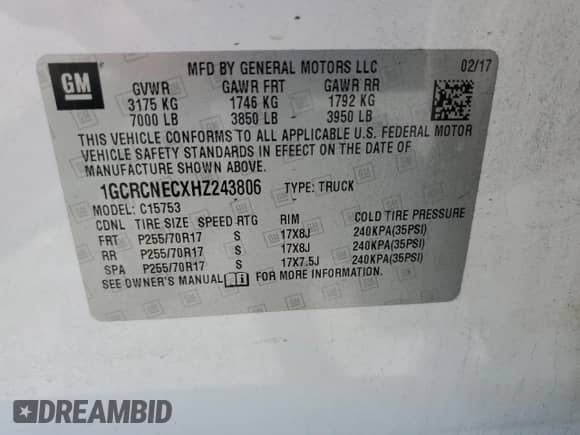 GM
MFD BY GENERAL MOTORS LLC 02/17
GVWR GAWR FRT GAWR RR
3175 KG 1746 KG 1792 KG
7000 LB 3850 LB 3950 LB
THIS VEHICLE CONFORMS TO ALL APPLICABLE U.S. FEDERAL MOTOR
VEHICLE SAFETY STANDARDS IN EFFECT ON THE DATE OF
MANUFACTURE SHOWN ABOVE.
1GCRCNECXHZ243806 TYPE: TRUCK
MODEL: C15753
CDNL TIRE SIZE SPEED RTG RIM COLD TIRE PRESSURE
FRT P255/70R17 S 17X8J 240KPA(35PSI)
RR P255/70R17 S 17X8J 240KPA(35PSI)
SPA P255/70R17 S 17X7.5J 240KPA(35PSI)
SEE OWNER'S MANUAL
DREAMBID